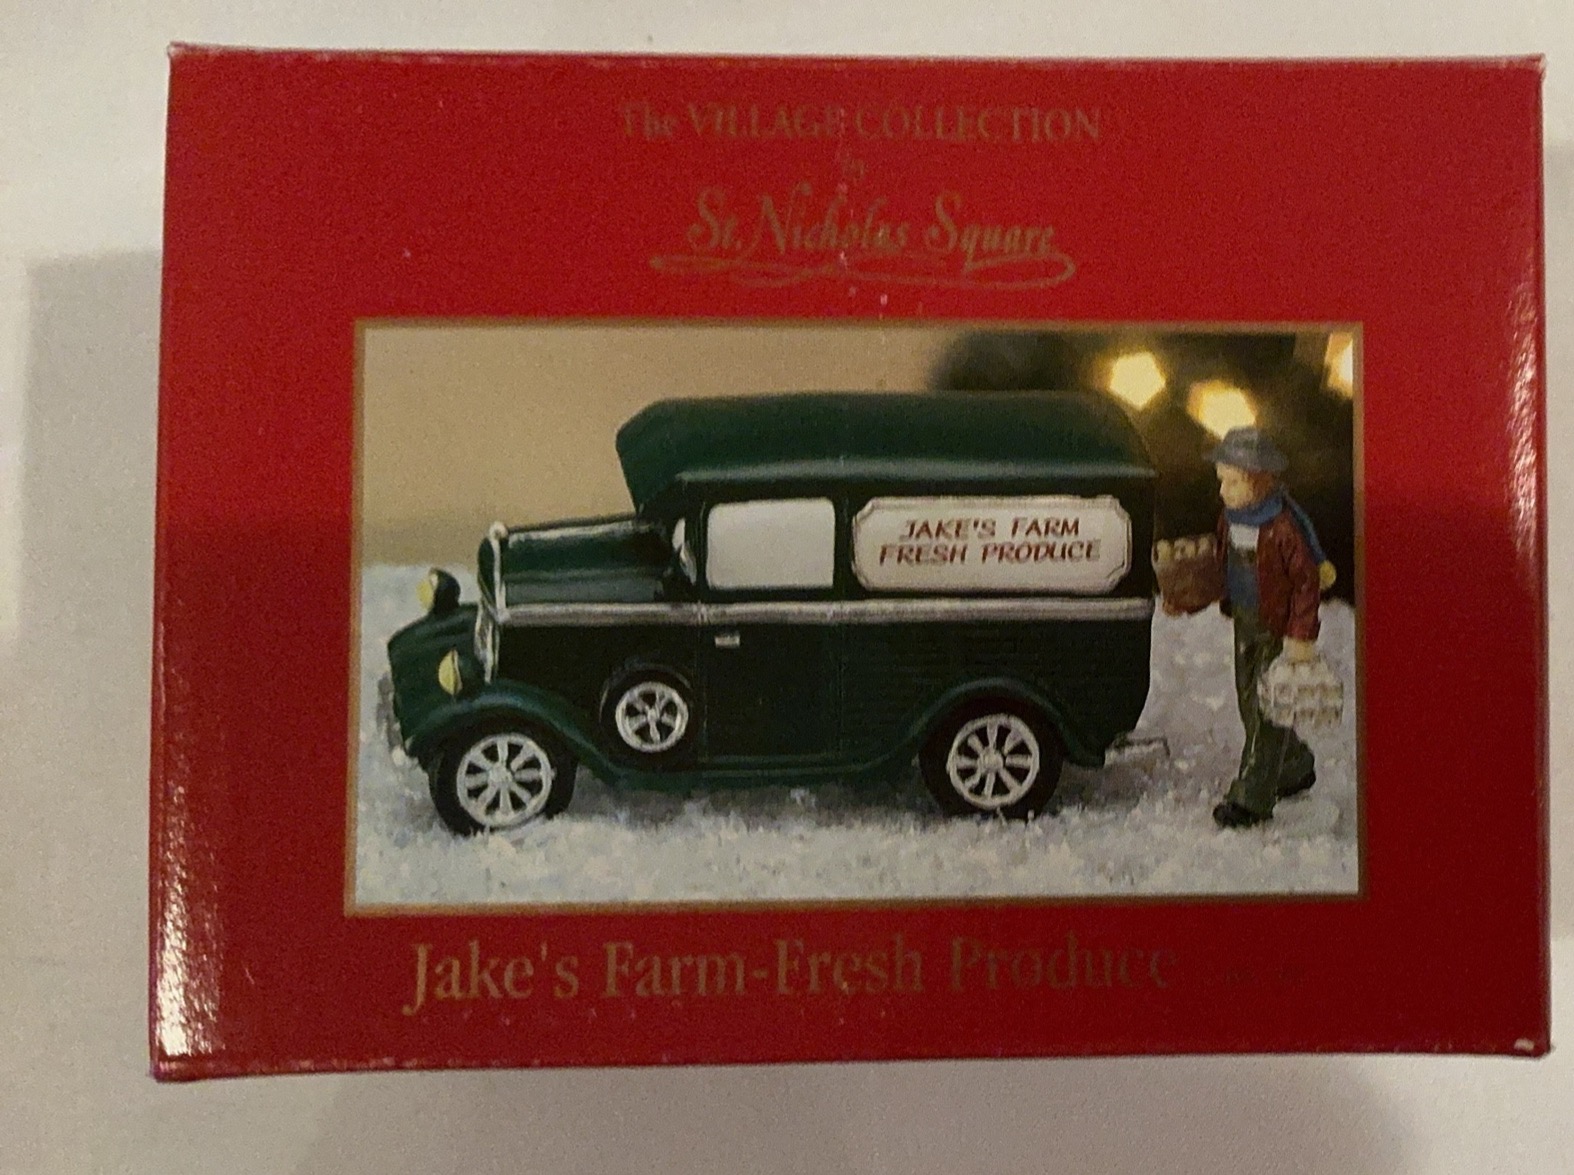 The VILLAGE COLLECTION
by
St. Nicholas Square
JAKE'S FARM
FRESH PRODUCE
Jake's Farm-Fresh Produce